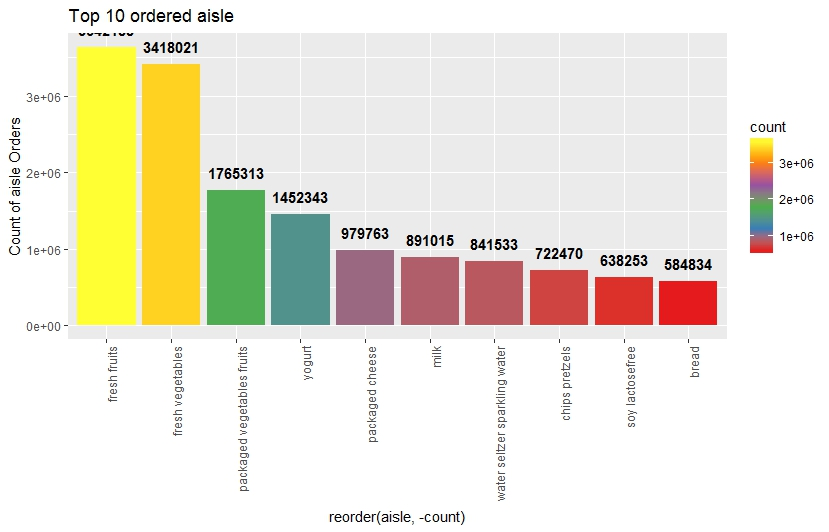 Top 10 ordered aisle
3418021
1765313
1452343
979763
891015
841533
722470
638253
584834
Count of aisle Orders
3e+06
2e+06
1e+06
0e+00
fresh fruits
fresh vegetables
packaged vegetables fruits
yogurt
packaged cheese
milk
water seltzer sparkling water
chips pretzels
soy lactosefree
bread
reorder(aisle, -count)
count
3e+06
2e+06
1e+06